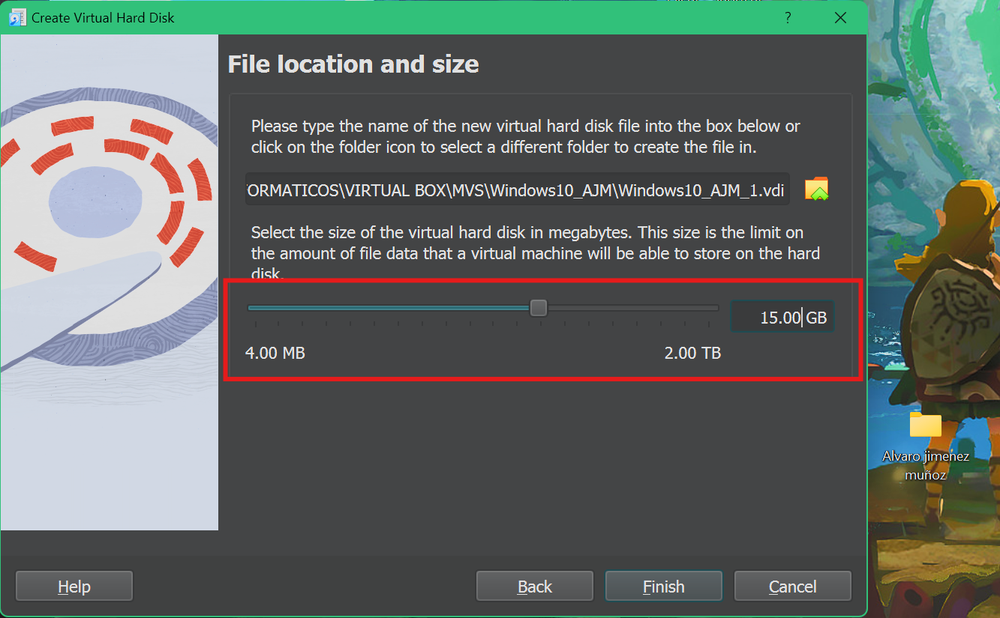 Create Virtual Hard Disk
?
File location and size
Please type the name of the new virtual hard disk file into the box below or
click on the folder icon to select a different folder to create the file in.
ORMATICOS\VIRTUAL BOX\MVS\Windows10_AJM\Windows10_AJM_1.vdi
Select the size of the virtual hard disk in megabytes. This size is the limit on
the amount of file data that a virtual machine will be able to store on the hard
disk.
15.00 GB
4.00 MB 2.00 TB
Alvaro jimenez
muñoz
Help Back Finish Cancel